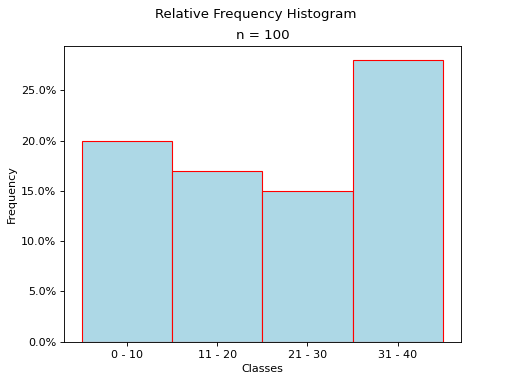 Relative Frequency Histogram
n = 100
Frequency
25.0%
20.0%
15.0%
10.0%
5.0%
0.0%
0 - 10
11 - 20
21 - 30
31 - 40
Classes